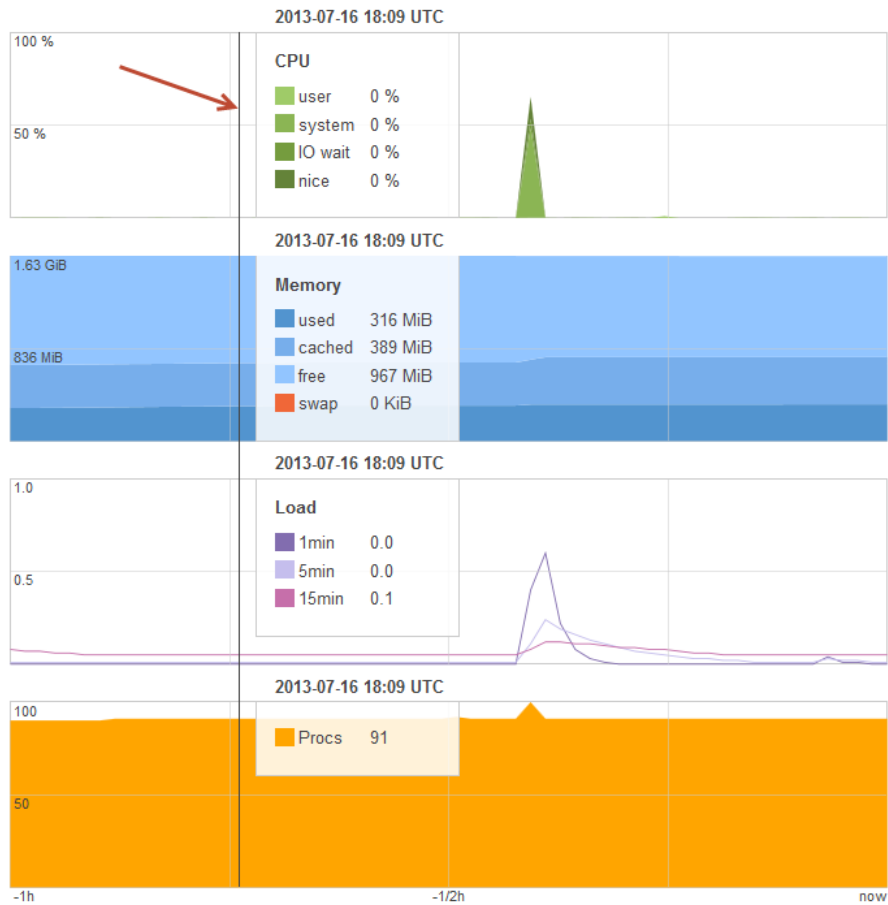 2013-07-16 18:09 UTC
100 %
CPU
user 0 %
system 0 %
50 %
IO wait 0 %
nice 0 %
2013-07-16 18:09 UTC
1.63 GiB
Memory
used 316 MiB
cached 389 MiB
836 MiB
free 967 MiB
swap 0 KiB
2013-07-16 18:09 UTC
1.0
Load
1min 0.0
5min 0.0
0.5
15min 0.1
2013-07-16 18:09 UTC
100
Procs 91
50
-1h -1/2h now